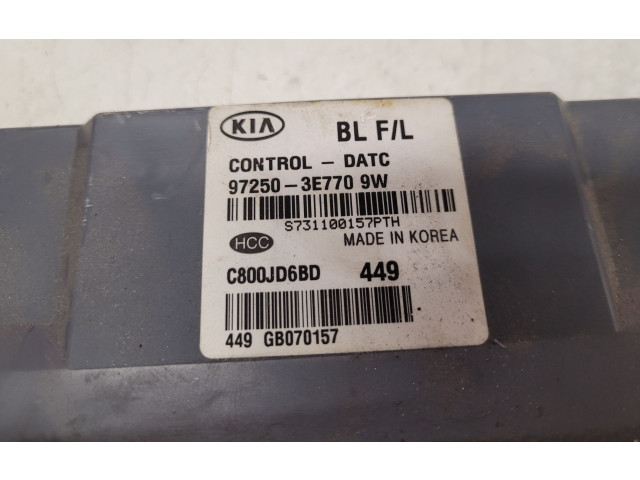 KIA BL F/L
CONTROL - DATC
97250-3E770 9W
S731100157PTH
HCC MADE IN KOREA
C800JD6BD 449
449 GB070157